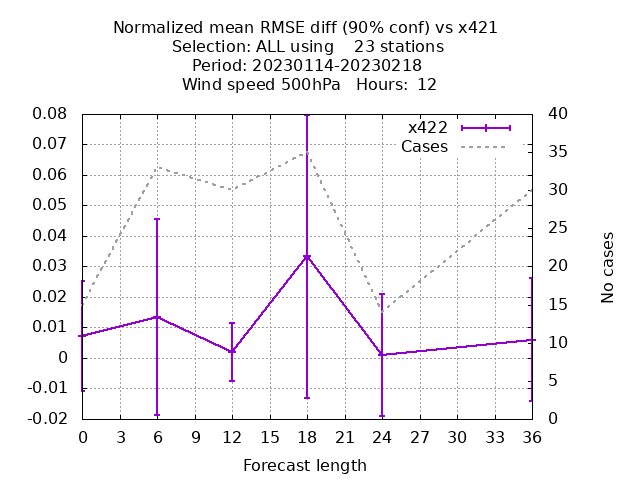 Normalized mean RMSE diff (90% conf) vs x421
Selection: ALL using    23 stations
Period: 20230114-20230218
Wind speed 500hPa   Hours:  12
x422
Cases
0.08
0.07
0.06
0.05
0.04
0.03
0.02
0.01
0
-0.01
-0.02
40
35
30
25
20
15
10
5
0
No cases
0 3 6 9 12 15 18 21 24 27 30 33 36
Forecast length